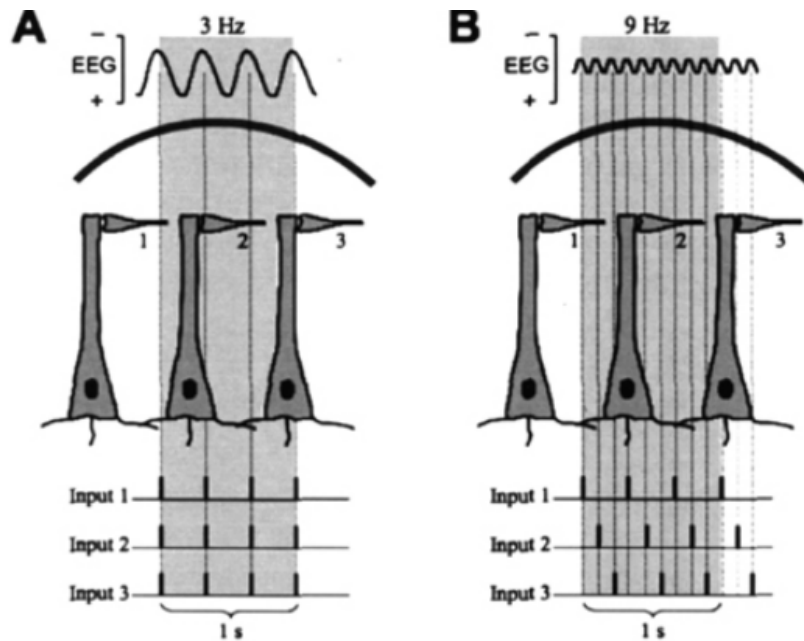 A
3 Hz
−
EEG
+
1
2
3
Input 1
Input 2
Input 3
1 s
B
9 Hz
−
EEG
+
1
2
3
Input 1
Input 2
Input 3
1 s